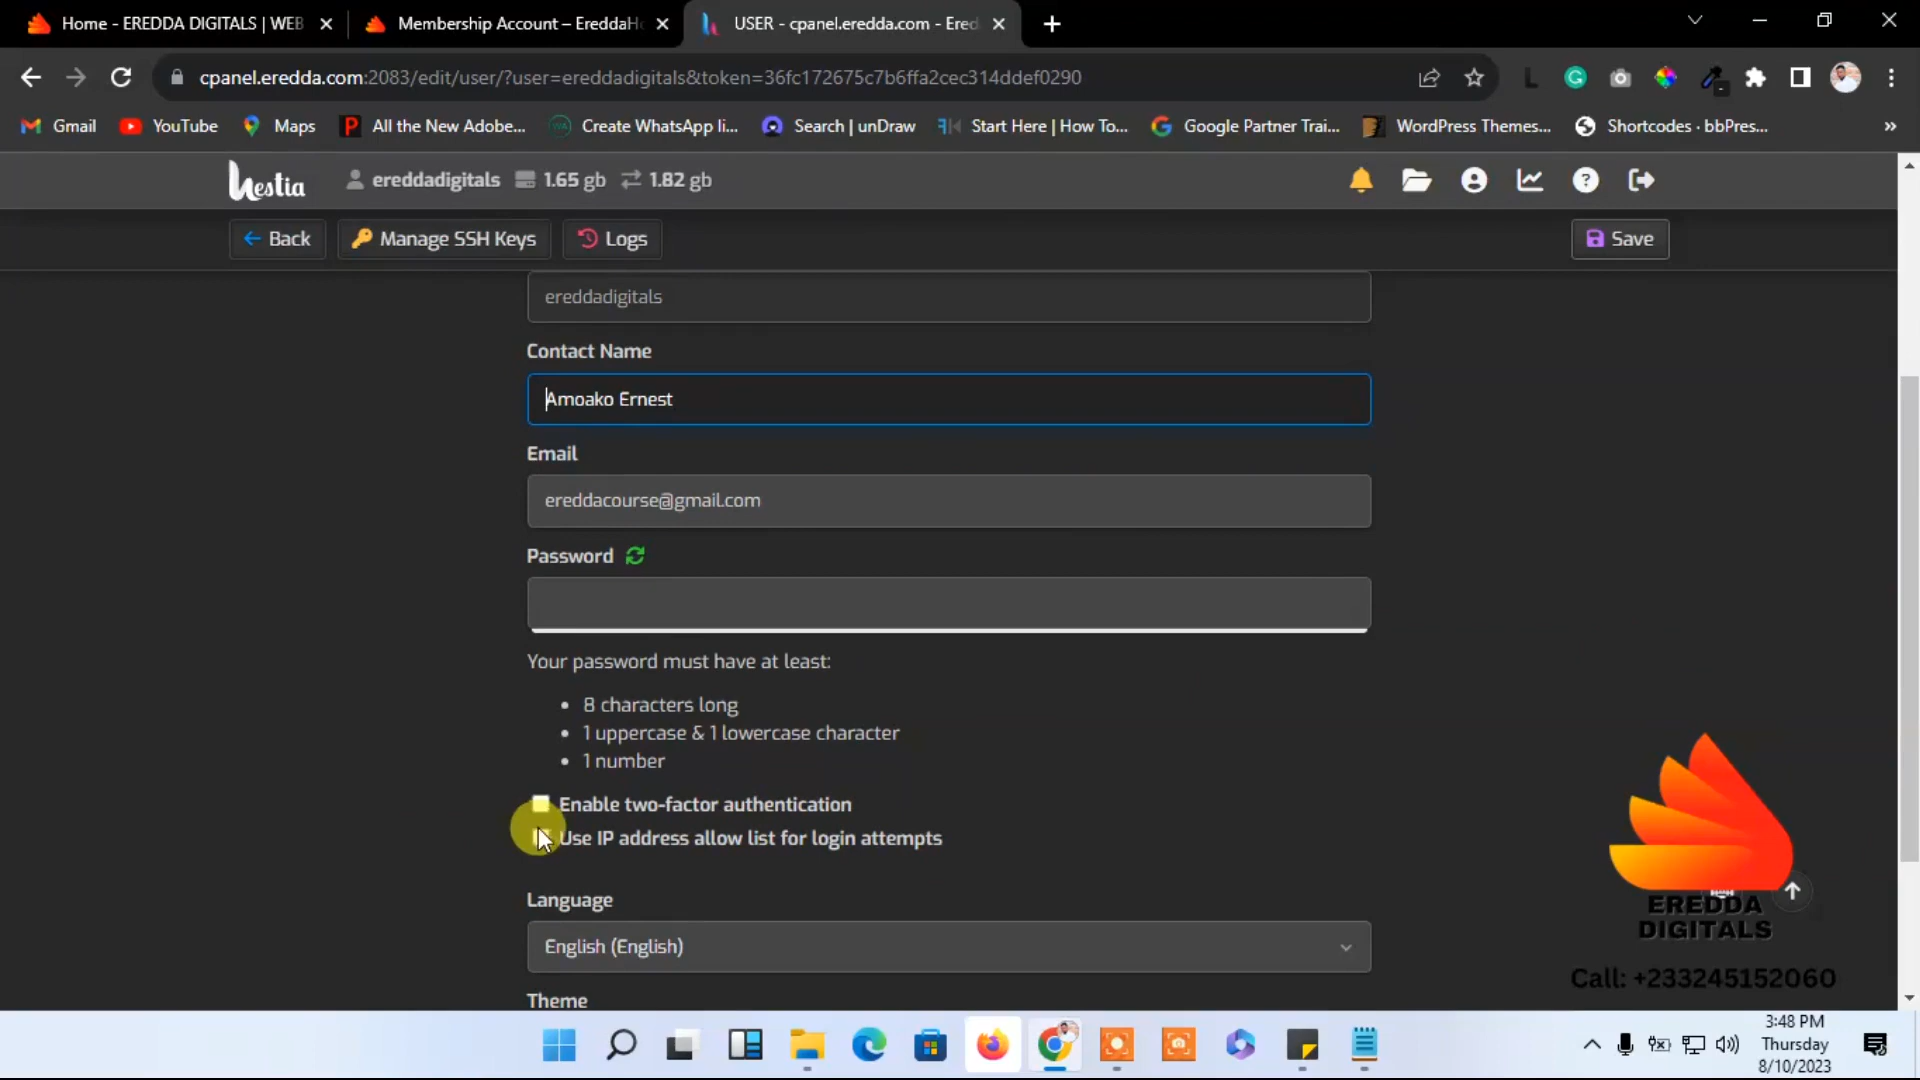 Home - EREDDA DIGITALS | WEB
Membership Account – EreddaHo
USER - cpanel.eredda.com - Ered
cpanel.eredda.com:2083/edit/user/?user=ereddadigitals&token=36fc172675c7b6ffa2cec314ddef0290
Gmail YouTube Maps All the New Adobe... Create WhatsApp li... Search | unDraw Start Here | How To... Google Partner Trai... WordPress Themes... Shortcodes · bbPres... »
hestia ereddadigitals 1.65 gb 1.82 gb
Back Manage SSH Keys Logs Save
ereddadigitals
Contact Name
Amoako Ernest
Email
ereddacourse@gmail.com
Password
Your password must have at least:
• 8 characters long
• 1 uppercase & 1 lowercase character
• 1 number
Enable two-factor authentication
Use IP address allow list for login attempts
Language
English (English)
Theme
EREDDA
DIGITALS
Call: +233245152060
3:48 PM
Thursday
8/10/2023